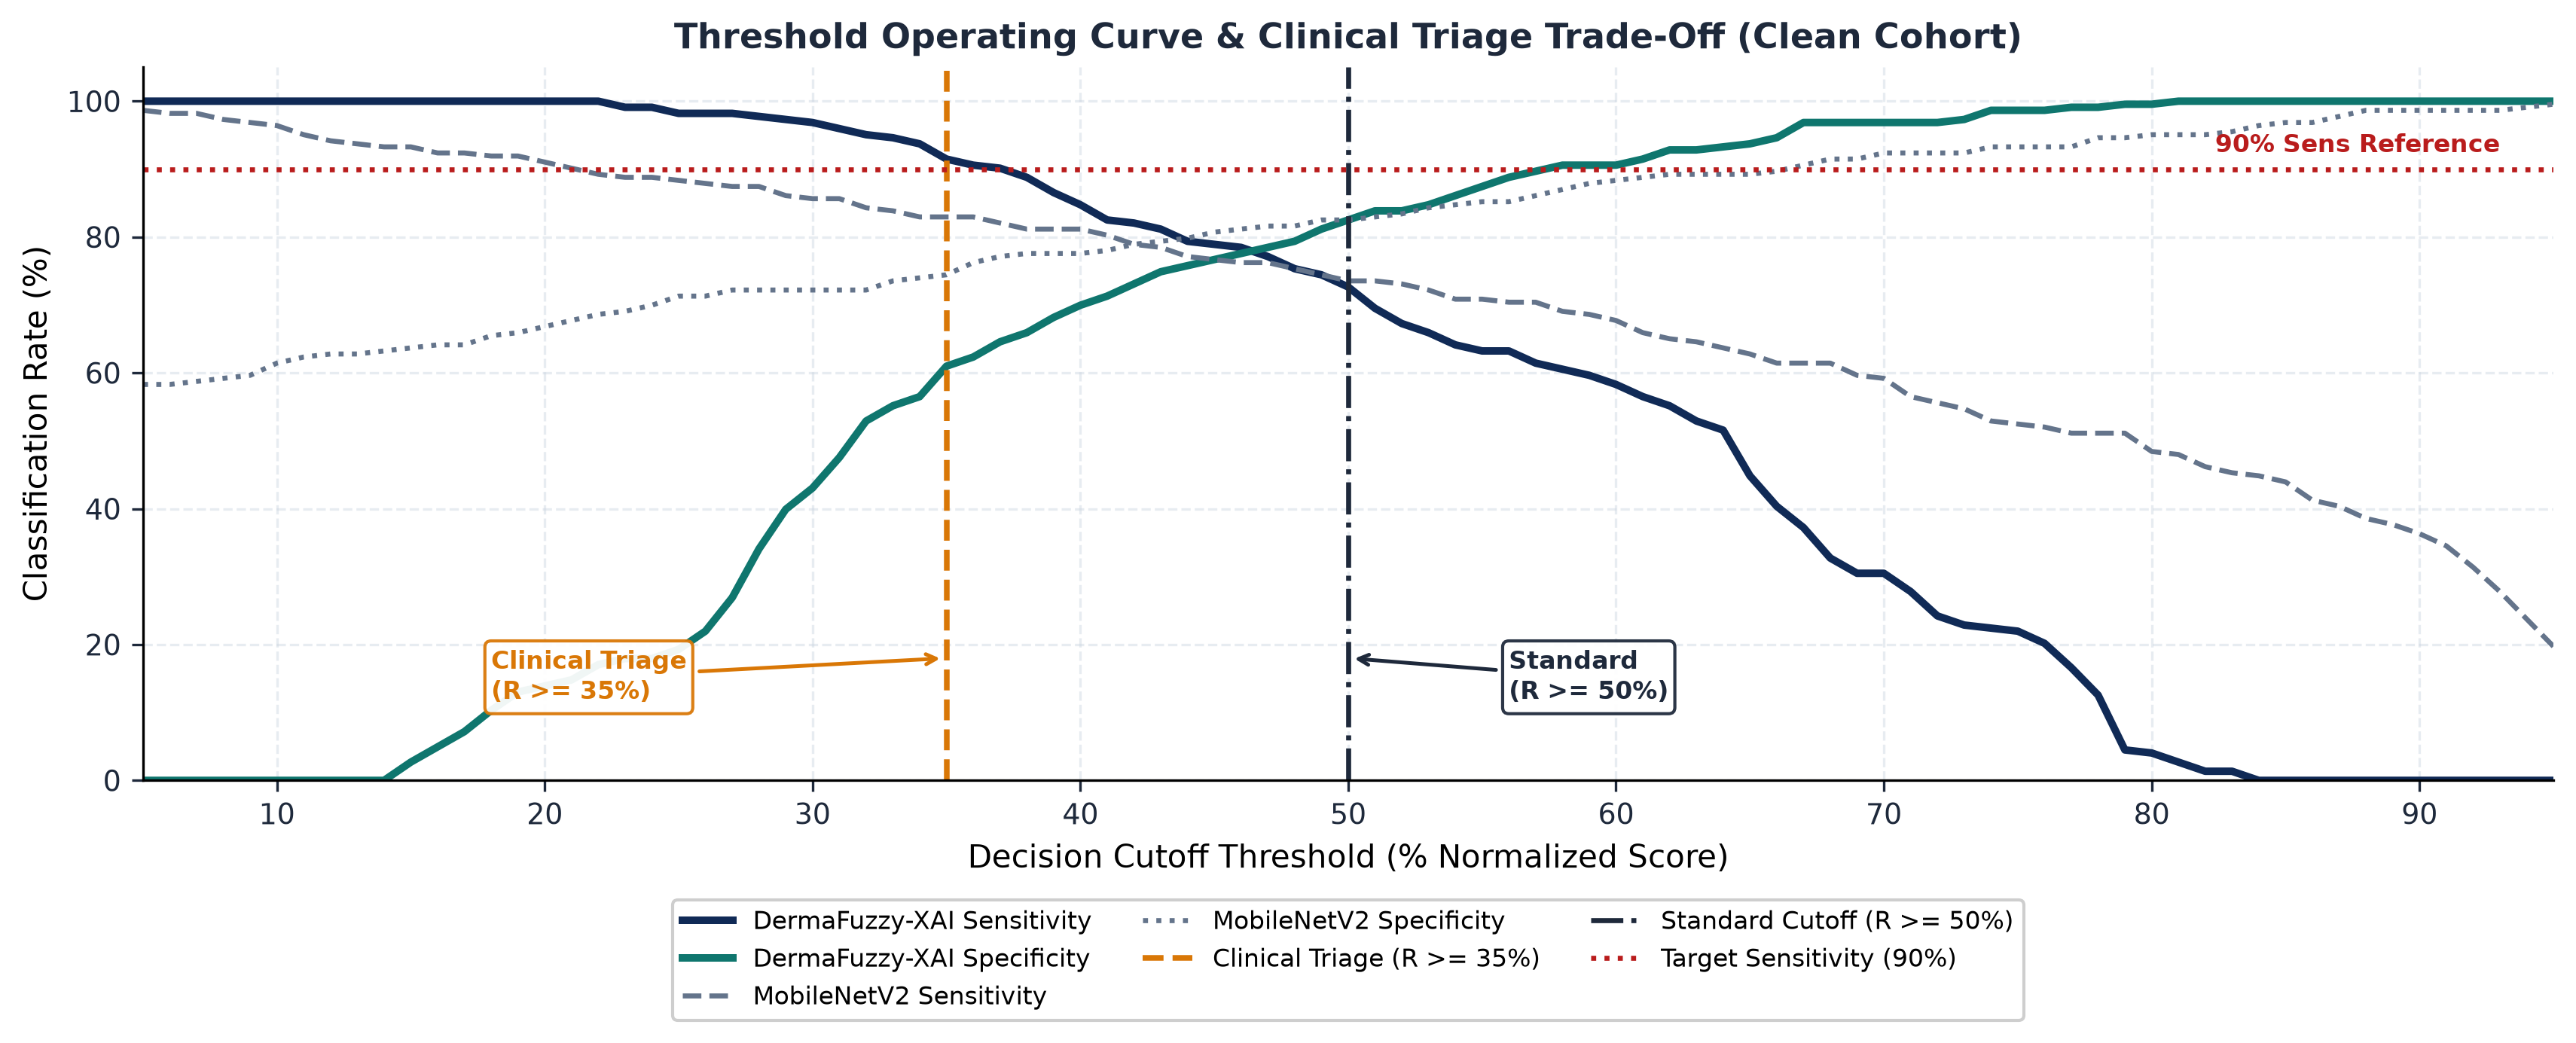 Threshold Operating Curve & Clinical Triage Trade-Off (Clean Cohort)
Classification Rate (%)
100
80
60
40
20
0
90% Sens Reference
Clinical Triage
(R >= 35%)
Standard
(R >= 50%)
10 20 30 40 50 60 70 80 90
Decision Cutoff Threshold (% Normalized Score)
DermaFuzzy-XAI Sensitivity
DermaFuzzy-XAI Specificity
MobileNetV2 Sensitivity
MobileNetV2 Specificity
Clinical Triage (R >= 35%)
Standard Cutoff (R >= 50%)
Target Sensitivity (90%)